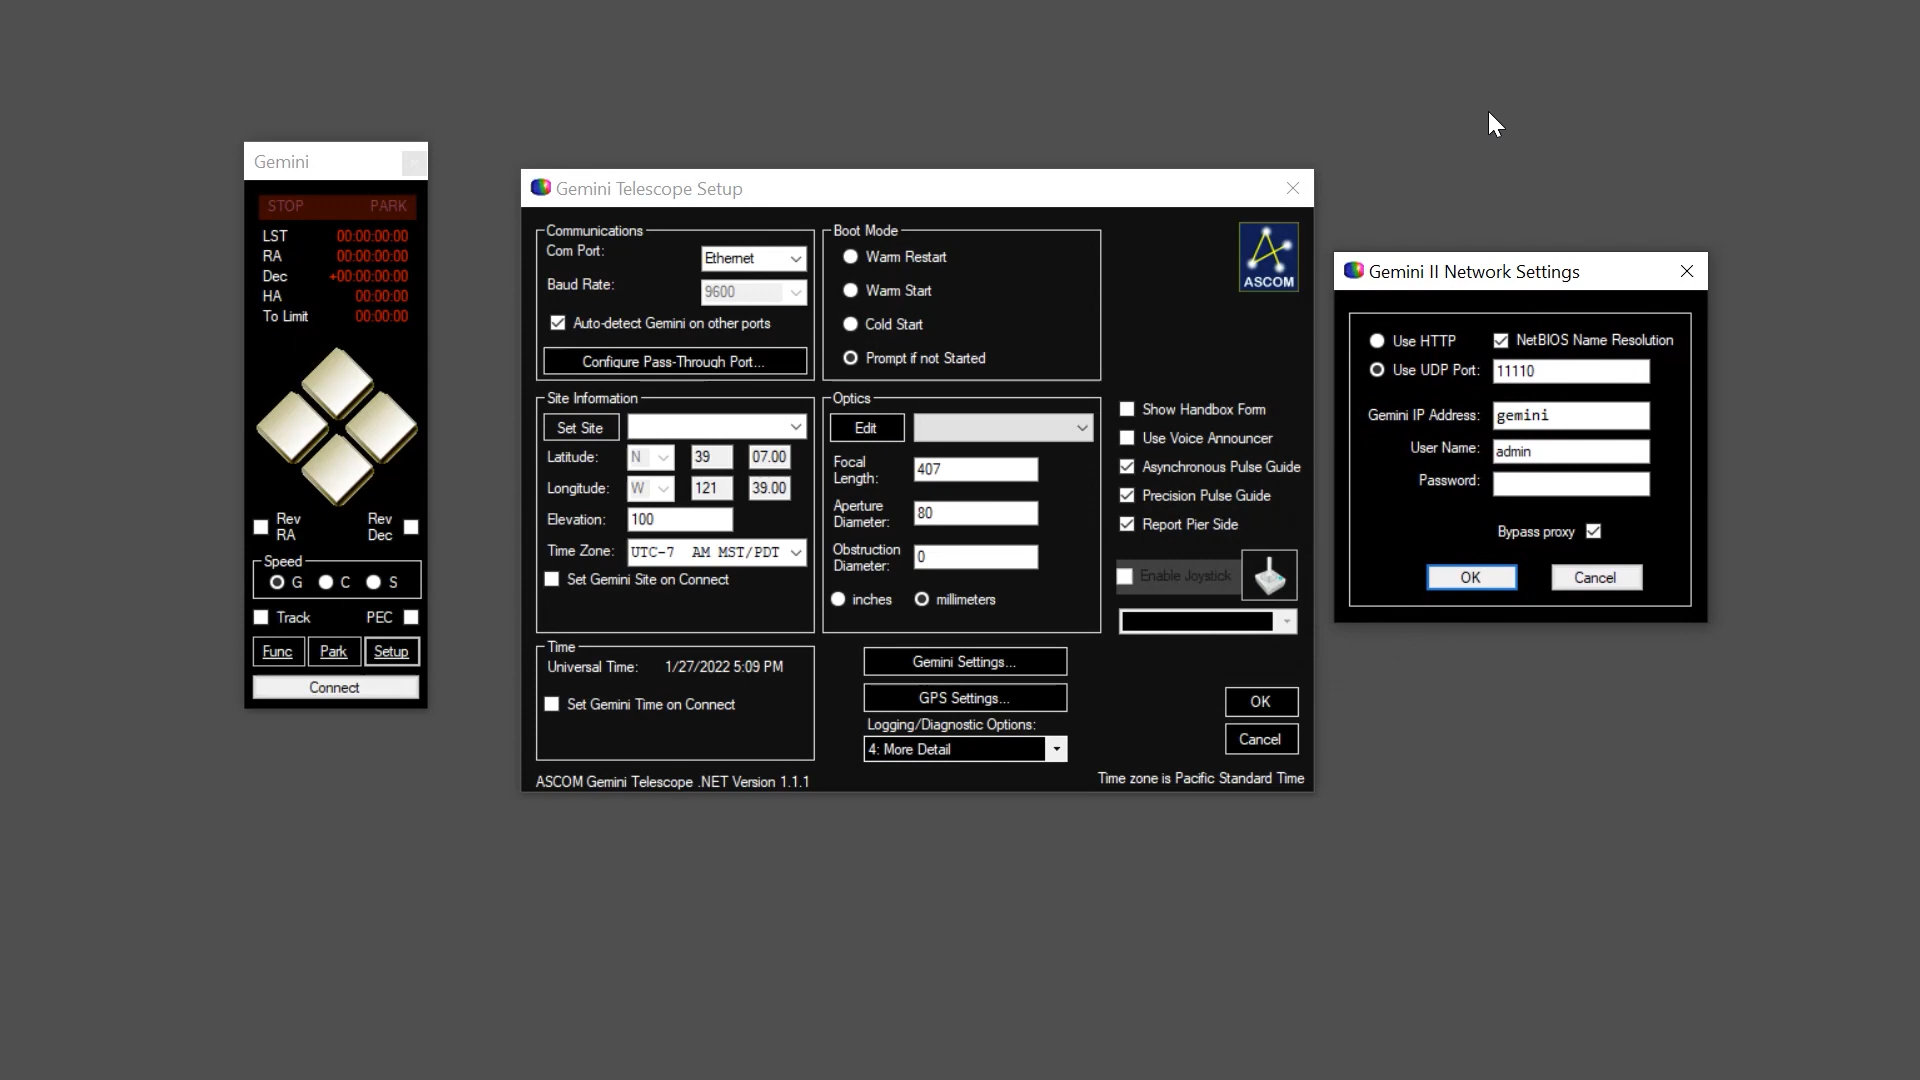 Gemini
STOP PARK
LST 00:00:00:00
RA 00:00:00:00
Dec +00:00:00:00
HA 00:00:00
To Limit 00:00:00
Rev RA
Rev Dec
Speed
G C S
Track PEC
Func Park Setup
Connect
Gemini Telescope Setup
Communications
Com Port: Ethernet
Baud Rate: 9600
Auto-detect Gemini on other ports
Configure Pass-Through Port...
Boot Mode
Warm Restart
Warm Start
Cold Start
Prompt if not Started
ASCOM
Site Information
Set Site
Latitude: N 39 07.00
Longitude: W 121 39.00
Elevation: 100
Time Zone: UTC-7 AM MST/PDT
Set Gemini Site on Connect
Optics
Edit
Focal Length: 407
Aperture Diameter: 80
Obstruction Diameter: 0
inches millimeters
Show Handbox Form
Use Voice Announcer
Asynchronous Pulse Guide
Precision Pulse Guide
Report Pier Side
Enable Joystick
Time
Universal Time: 1/27/2022 5:09 PM
Set Gemini Time on Connect
Gemini Settings...
GPS Settings...
Logging/Diagnostic Options:
4: More Detail
OK
Cancel
ASCOM Gemini Telescope .NET Version 1.1.1
Time zone is Pacific Standard Time
Gemini II Network Settings
Use HTTP NetBIOS Name Resolution
Use UDP Port: 11110
Gemini IP Address: gemini
User Name: admin
Password:
Bypass proxy
OK Cancel